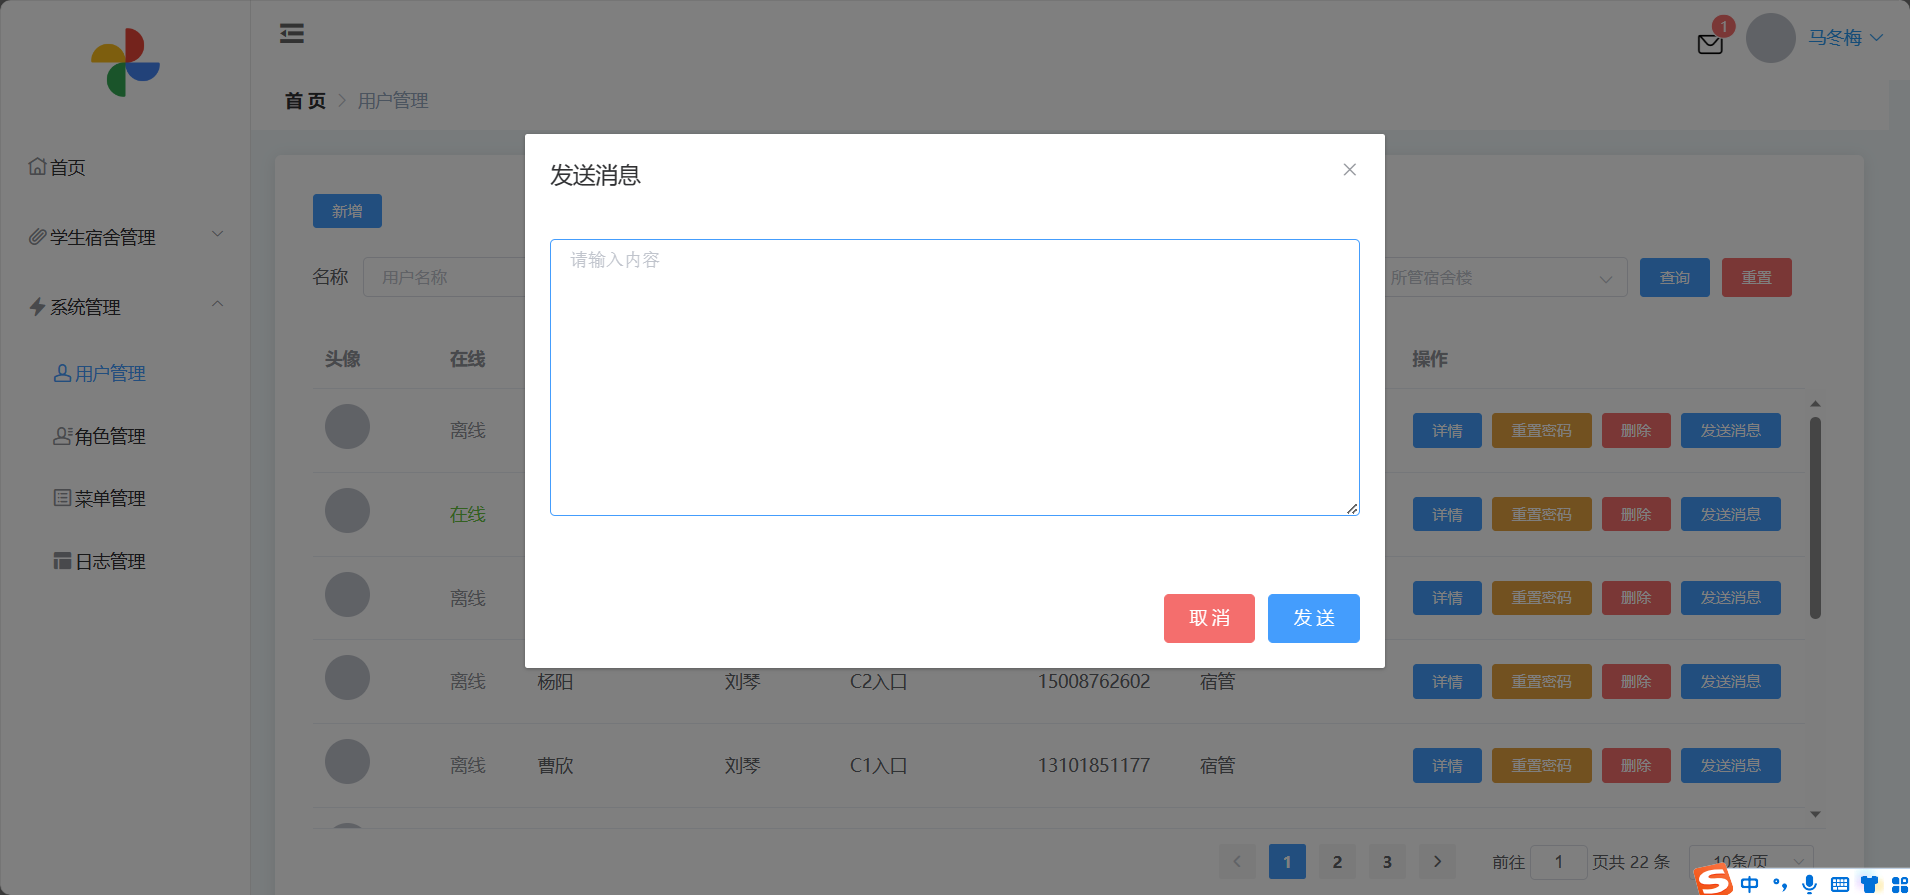 1
马冬梅
首页 用户管理
首页
学生宿舍管理
系统管理
用户管理
角色管理
菜单管理
日志管理
新增
名称 用户名称 所管宿舍楼 查询 重置
头像 在线 操作
离线 详情 重置密码 删除 发送消息
在线 详情 重置密码 删除 发送消息
离线 详情 重置密码 删除 发送消息
离线 杨阳 刘琴 C2入口 15008762602 宿管 详情 重置密码 删除 发送消息
离线 曹欣 刘琴 C1入口 13101851177 宿管 详情 重置密码 删除 发送消息
发送消息
请输入内容
取消 发送
1 2 3 前往 1 页共 22 条 10条/页
S 中